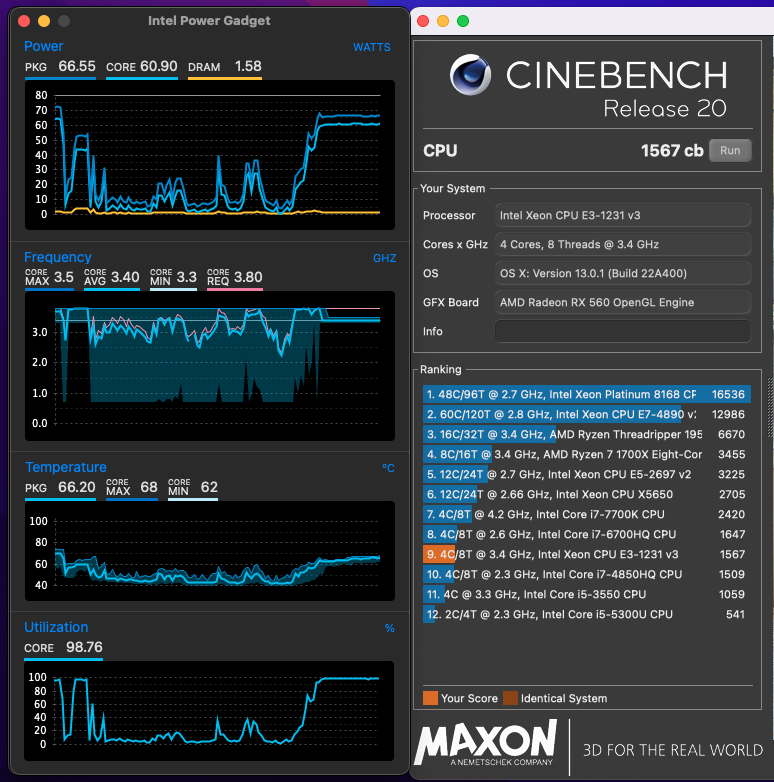 Intel Power Gadget
Power WATTS
PKG 66.55 CORE 60.90 DRAM 1.58
80
70
60
50
40
30
20
10
0
Frequency GHZ
CORE MAX 3.5 CORE AVG 3.40 CORE MIN 3.3 CORE REQ 3.80
3.0
2.0
1.0
0.0
Temperature °C
PKG 66.20 CORE MAX 68 CORE MIN 62
100
80
60
40
Utilization %
CORE 98.76
100
80
60
40
20
0
CINEBENCH
Release 20
CPU 1567 cb Run
Your System
Processor Intel Xeon CPU E3-1231 v3
Cores x GHz 4 Cores, 8 Threads @ 3.4 GHz
OS OS X: Version 13.0.1 (Build 22A400)
GFX Board AMD Radeon RX 560 OpenGL Engine
Info
Ranking
1. 48C/96T @ 2.7 GHz, Intel Xeon Platinum 8168 CP 16536
2. 60C/120T @ 2.8 GHz, Intel Xeon CPU E7-4890 v2 12986
3. 16C/32T @ 3.4 GHz, AMD Ryzen Threadripper 195 6670
4. 8C/16T @ 3.4 GHz, AMD Ryzen 7 1700X Eight-Cor 3455
5. 12C/24T @ 2.7 GHz, Intel Xeon CPU E5-2697 v2 3225
6. 12C/24T @ 2.66 GHz, Intel Xeon CPU X5650 2705
7. 4C/8T @ 4.2 GHz, Intel Core i7-7700K CPU 2420
8. 4C/8T @ 2.6 GHz, Intel Core i7-6700HQ CPU 1647
9. 4C/8T @ 3.4 GHz, Intel Xeon CPU E3-1231 v3 1567
10. 4C/8T @ 2.3 GHz, Intel Core i7-4850HQ CPU 1509
11. 4C @ 3.3 GHz, Intel Core i5-3550 CPU 1059
12. 2C/4T @ 2.3 GHz, Intel Core i5-5300U CPU 541
Your Score Identical System
MAXON
A NEMETSCHEK COMPANY
3D FOR THE REAL WORLD